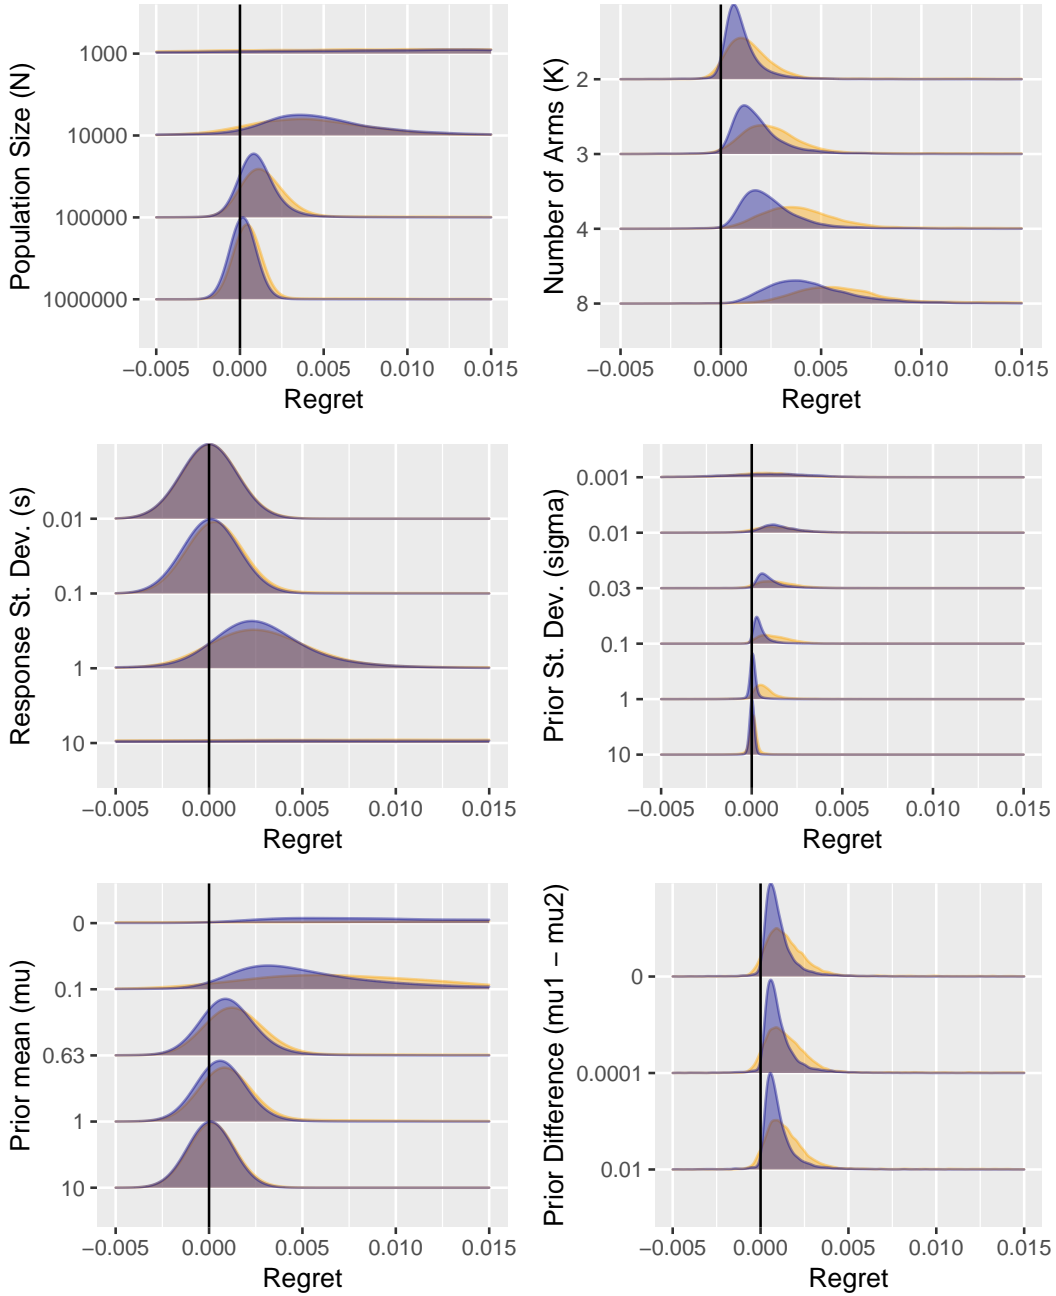 Population Size (N)
1000
10000
100000
1000000
−0.005 0.000 0.005 0.010 0.015
Regret
Number of Arms (K)
2
3
4
8
−0.005 0.000 0.005 0.010 0.015
Regret
Response St. Dev. (s)
0.01
0.1
1
10
−0.005 0.000 0.005 0.010 0.015
Regret
Prior St. Dev. (sigma)
0.001
0.01
0.03
0.1
1
10
−0.005 0.000 0.005 0.010 0.015
Regret
Prior mean (mu)
0
0.1
0.63
1
10
−0.005 0.000 0.005 0.010 0.015
Regret
Prior Difference (mu1 − mu2)
0
0.0001
0.01
−0.005 0.000 0.005 0.010 0.015
Regret